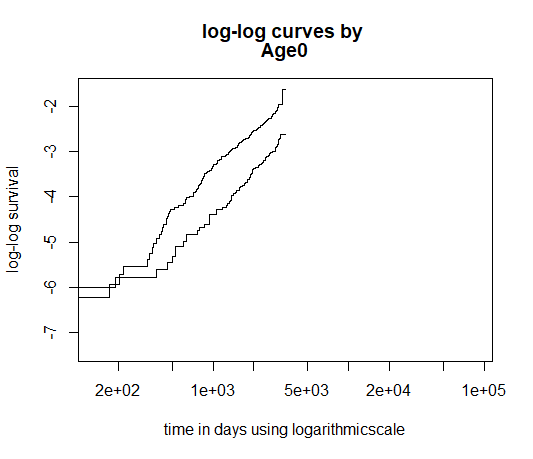 log-log curves by
Age0
log-log survival
-2
-3
-4
-5
-6
-7
2e+02
1e+03
5e+03
2e+04
1e+05
time in days using logarithmicscale